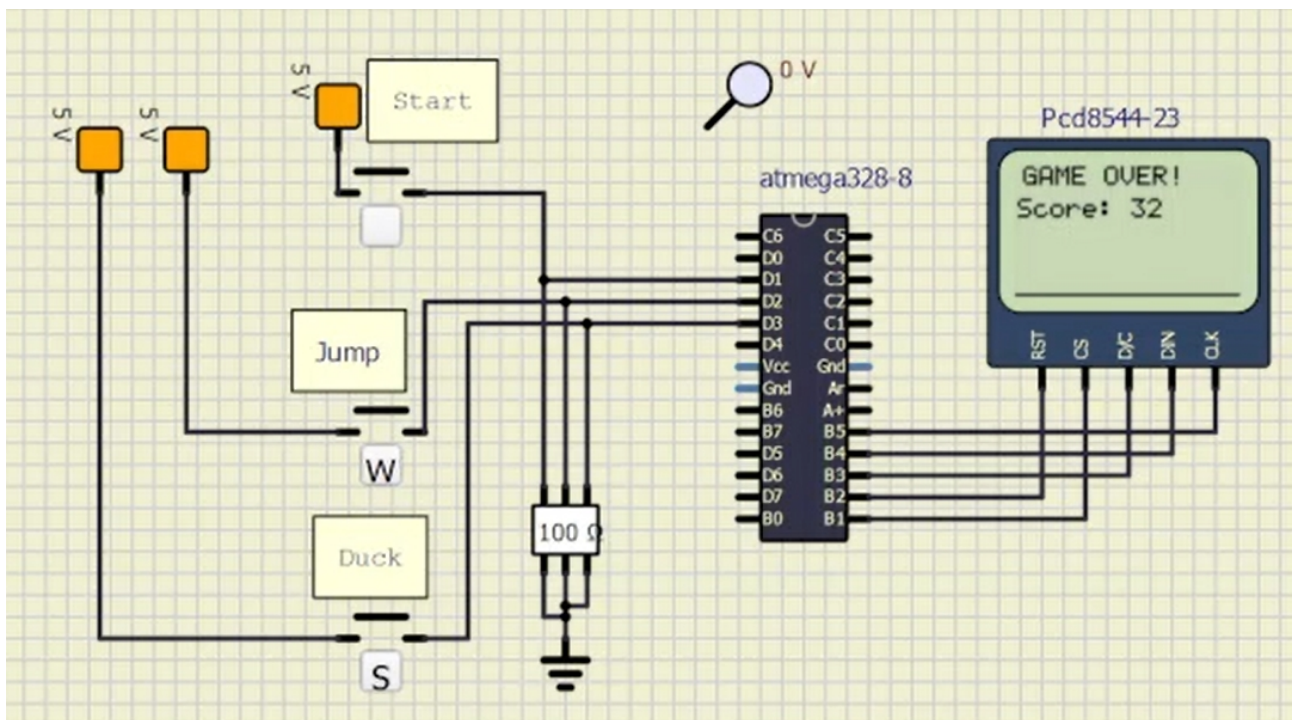 5 V
5 V
5 V
Start
0 V
Pcd8544-23
GAME OVER!
Score: 32
RST
CS
D/C
DIN
CLK
atmega328-8
C6 C5
D0 C4
D1 C3
D2 C2
D3 C1
D4 C0
Vcc Gnd
Gnd Ar
B6 A+
B7 B5
D5 B4
D6 B3
D7 B2
B0 B1
Jump
W
100 Ω
Duck
S